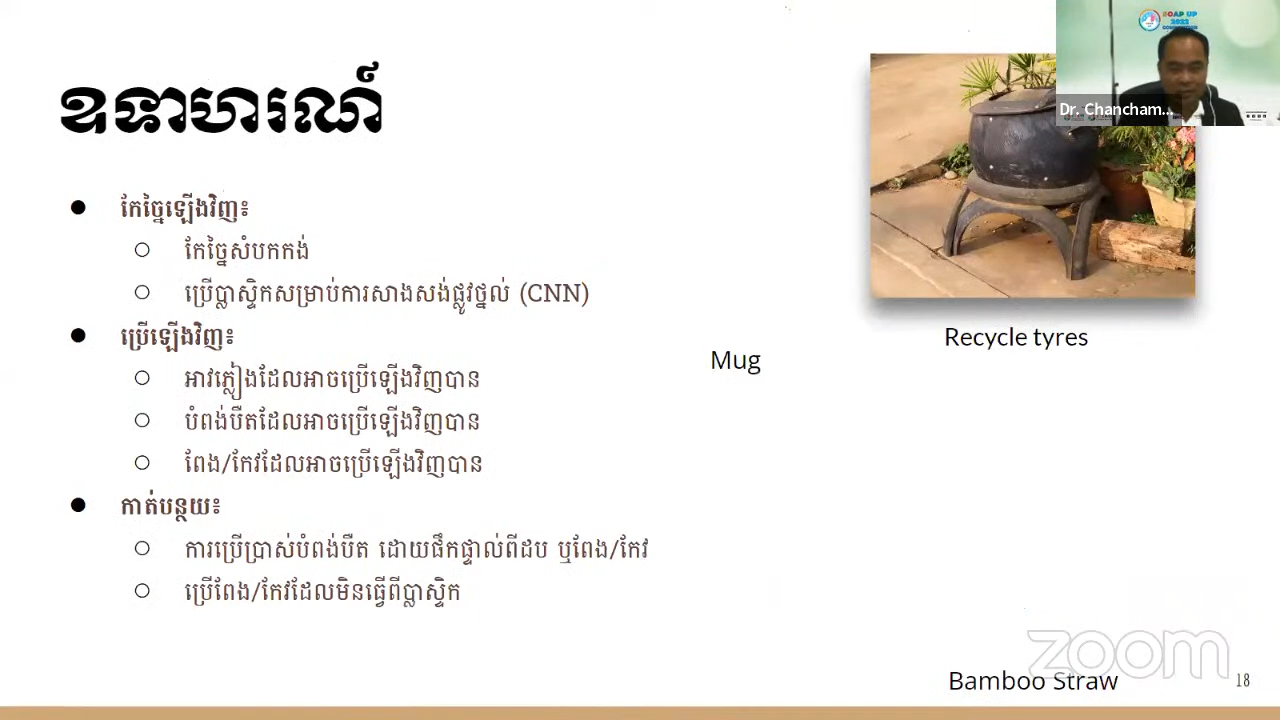 ឧទាហរណ៍
SOAP UP
2022
Dr. Chancham...
● កែច្នៃឡើងវិញ៖
○ កែច្នៃសំបកកង់
○ ប្រើប្លាស្ទិកសម្រាប់ការសាងសង់ផ្លូវថ្នល់ (CNN)
● ប្រើឡើងវិញ៖
○ អាវភ្លៀងដែលអាចប្រើឡើងវិញបាន
○ បំពង់បឺតដែលអាចប្រើឡើងវិញបាន
○ ពែង/កែវដែលអាចប្រើឡើងវិញបាន
● កាត់បន្ថយ៖
○ ការប្រើប្រាស់បំពង់បឺត ដោយផឹកផ្ទាល់ពីដប ឬពែង/កែវ
○ ប្រើពែង/កែវដែលមិនធ្វើពីប្លាស្ទិក
Recycle tyres
Mug
zoom
Bamboo Straw
18